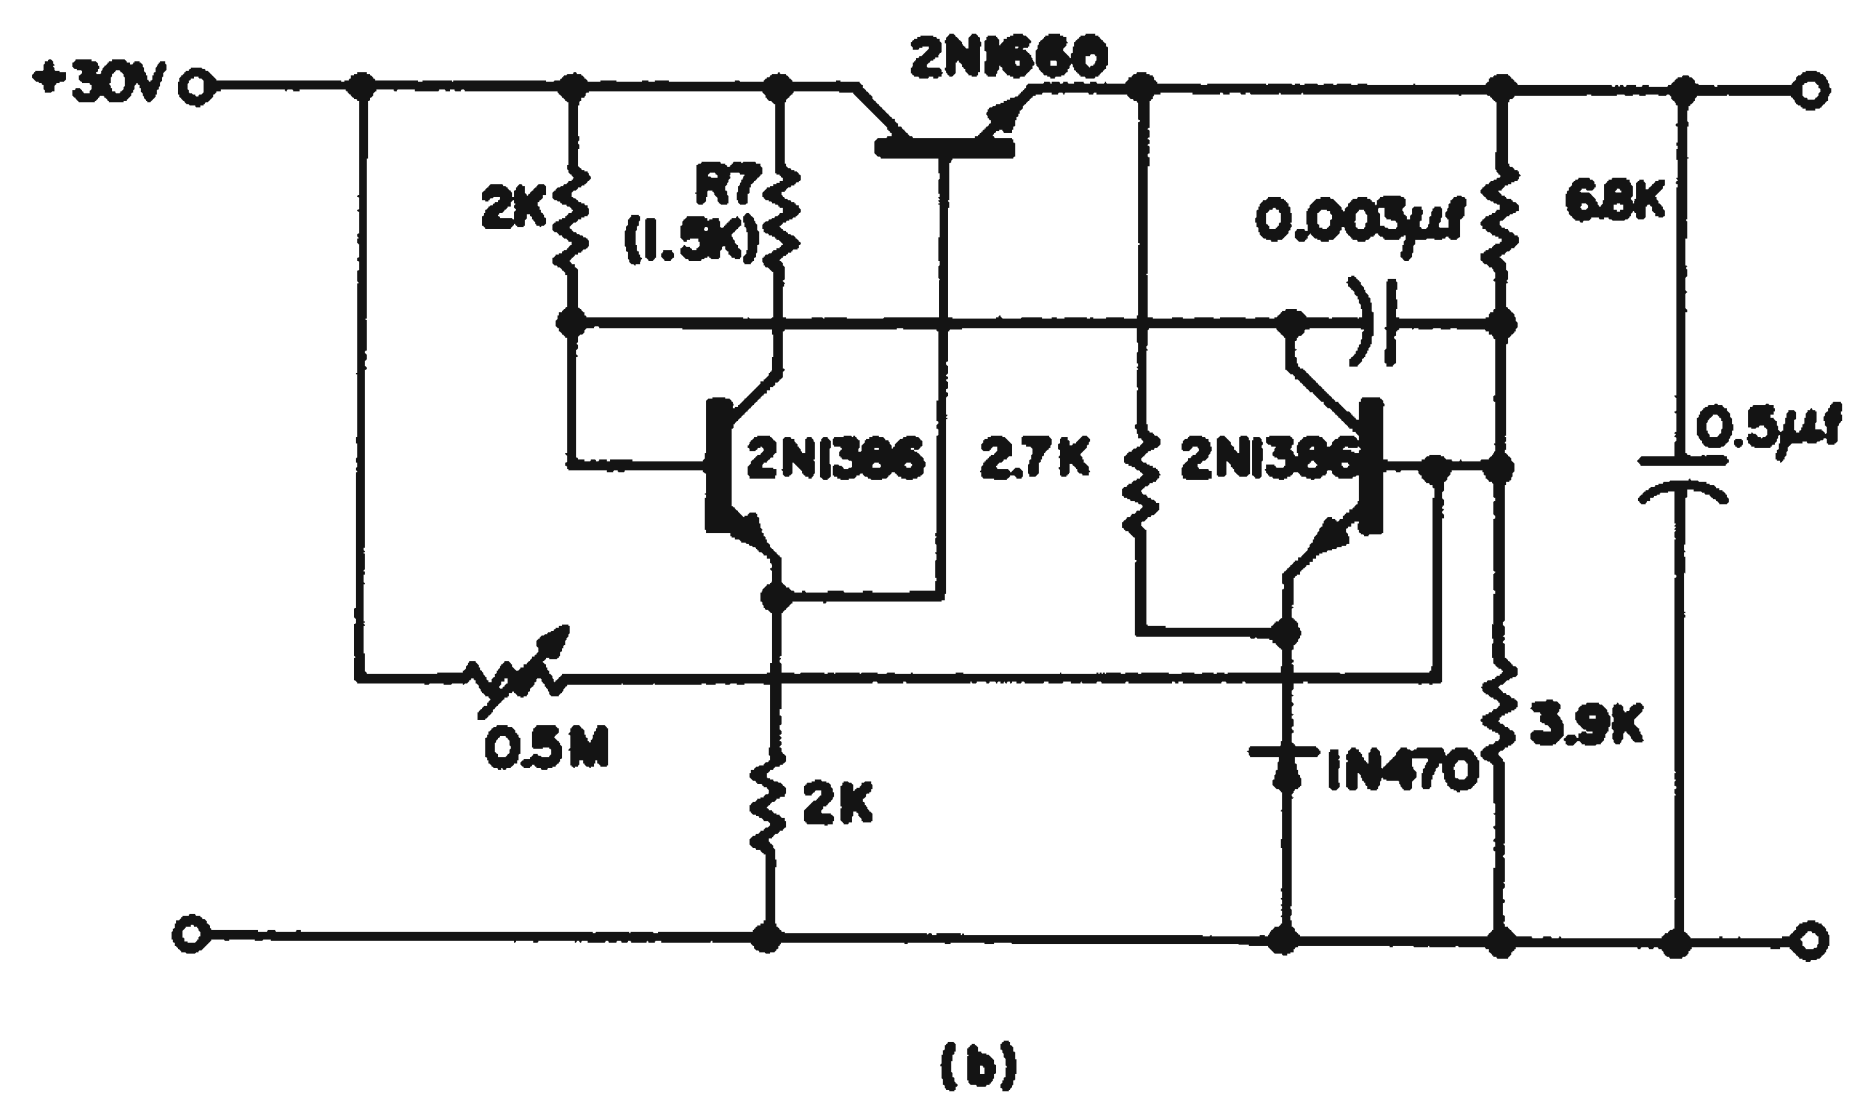 +30V
2N1660
2K
R7
(1.5K)
0.003µf
6.8K
2N1386
2.7K
2N1386
0.5µf
0.5M
2K
1N470
3.9K
(b)